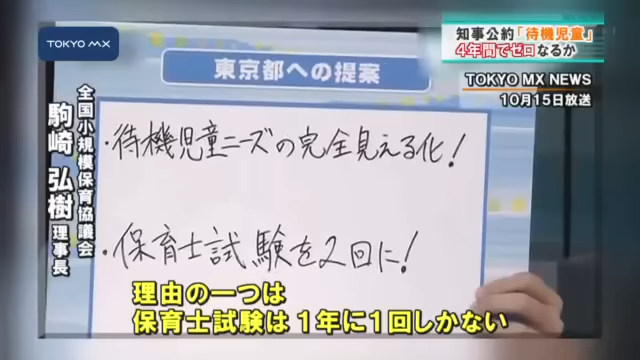 TOKYO MX
知事公約「待機児童」
4年間でゼロなるか
TOKYO MX NEWS
10月15日放送
東京都への提案
全国小規模保育協議会
駒崎 弘樹 理事長
・待機児童ニーズの完全見える化!
・保育士試験を2回に!
理由の一つは
保育士試験は1年に1回しかない